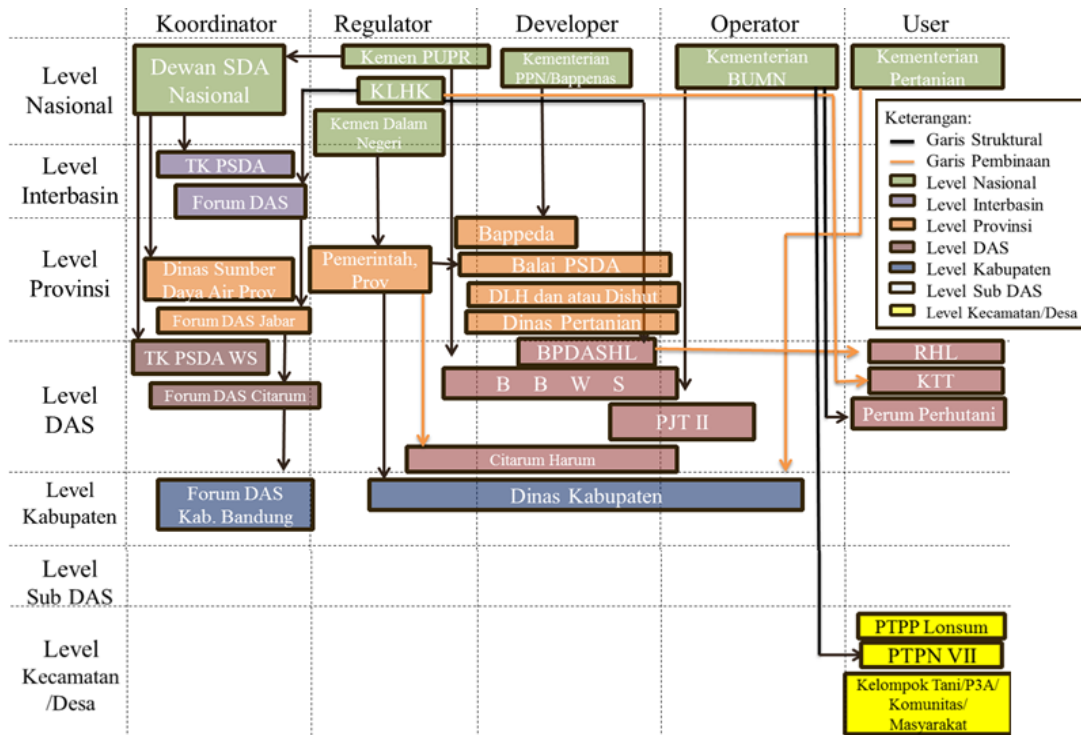 Koordinator
Regulator
Developer
Operator
User
Level
Nasional
Dewan SDA
Nasional
Kemen PUPR
KLHK
Kemen Dalam
Negeri
Kementerian
PPN/Bappenas
Kementerian
BUMN
Kementerian
Pertanian
Keterangan:
Garis Struktural
Garis Pembinaan
Level Nasional
Level Interbasin
Level Provinsi
Level DAS
Level Kabupaten
Level Sub DAS
Level Kecamatan/Desa
Level
Interbasin
TK PSDA
Forum DAS
Level
Provinsi
Dinas Sumber
Daya Air Prov
Forum DAS Jabar
Pemerintah,
Prov
Bappeda
Balai PSDA
DLH dan atau Dishut
Dinas Pertanian
Level
DAS
TK PSDA WS
Forum DAS Citarum
BPDASHL
B B W S
PJT II
Citarum Harum
RHL
KTT
Perum Perhutani
Level
Kabupaten
Forum DAS
Kab. Bandung
Dinas Kabupaten
Level
Sub DAS
Level
Kecamatan
/Desa
PTPP Lonsum
PTPN VII
Kelompok Tani/P3A/
Komunitas/
Masyarakat